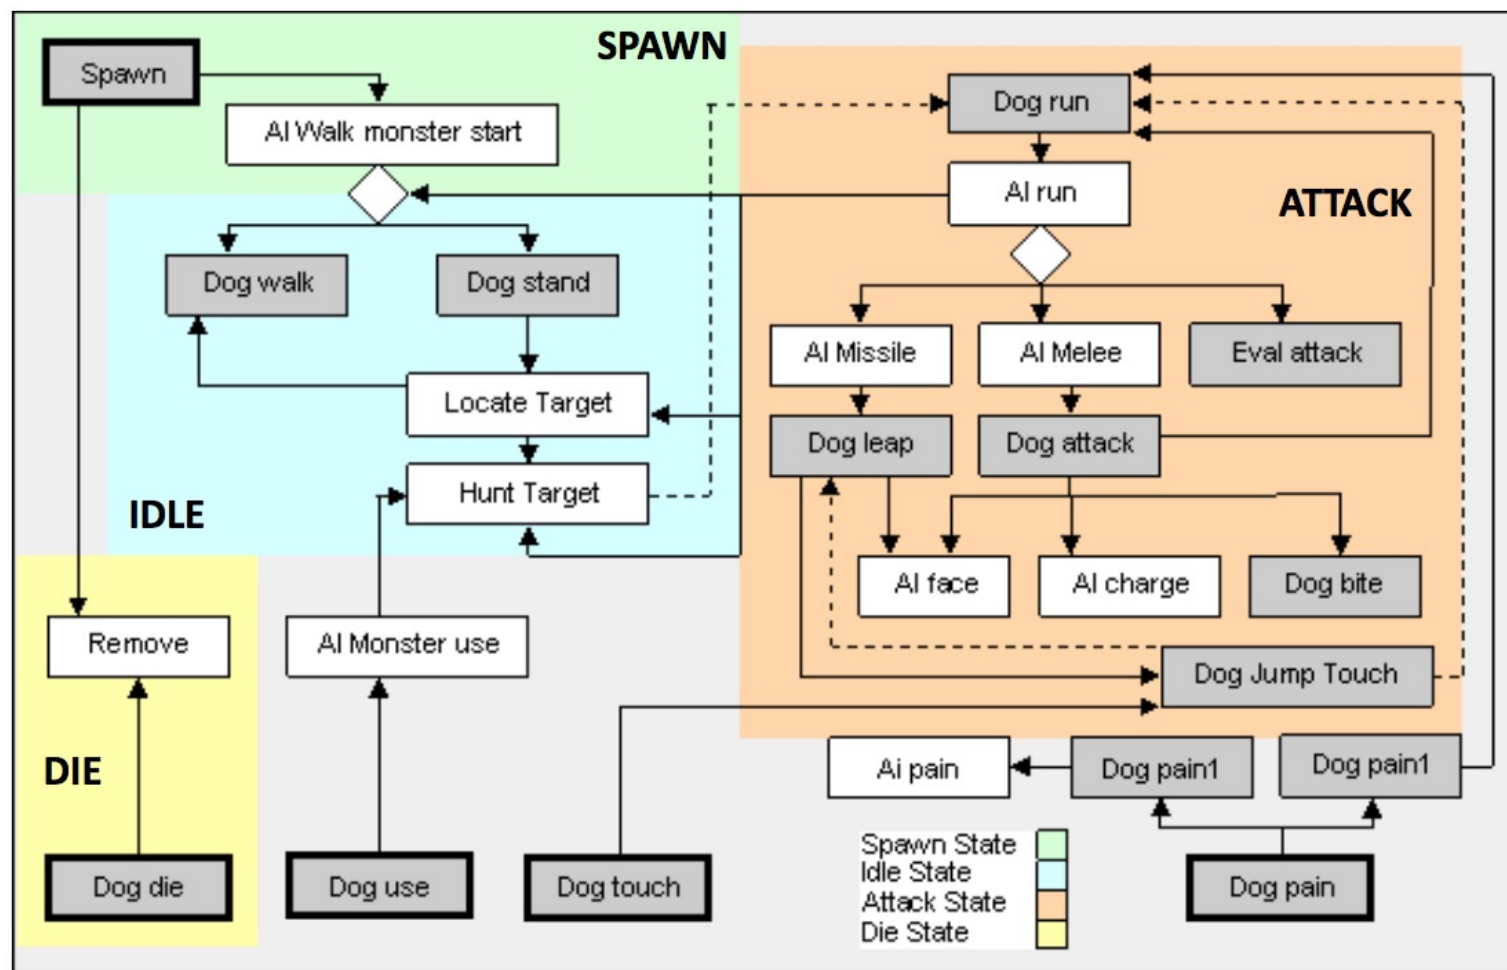 SPAWN
Spawn
Dog run
AI Walk monster start
AI run
ATTACK
Dog walk
Dog stand
AI Missile
AI Melee
Eval attack
Locate Target
Dog leap
Dog attack
Hunt Target
IDLE
AI face
AI charge
Dog bite
Remove
AI Monster use
Dog Jump Touch
DIE
Ai pain
Dog pain1
Dog pain1
Spawn State
Idle State
Attack State
Die State
Dog die
Dog use
Dog touch
Dog pain